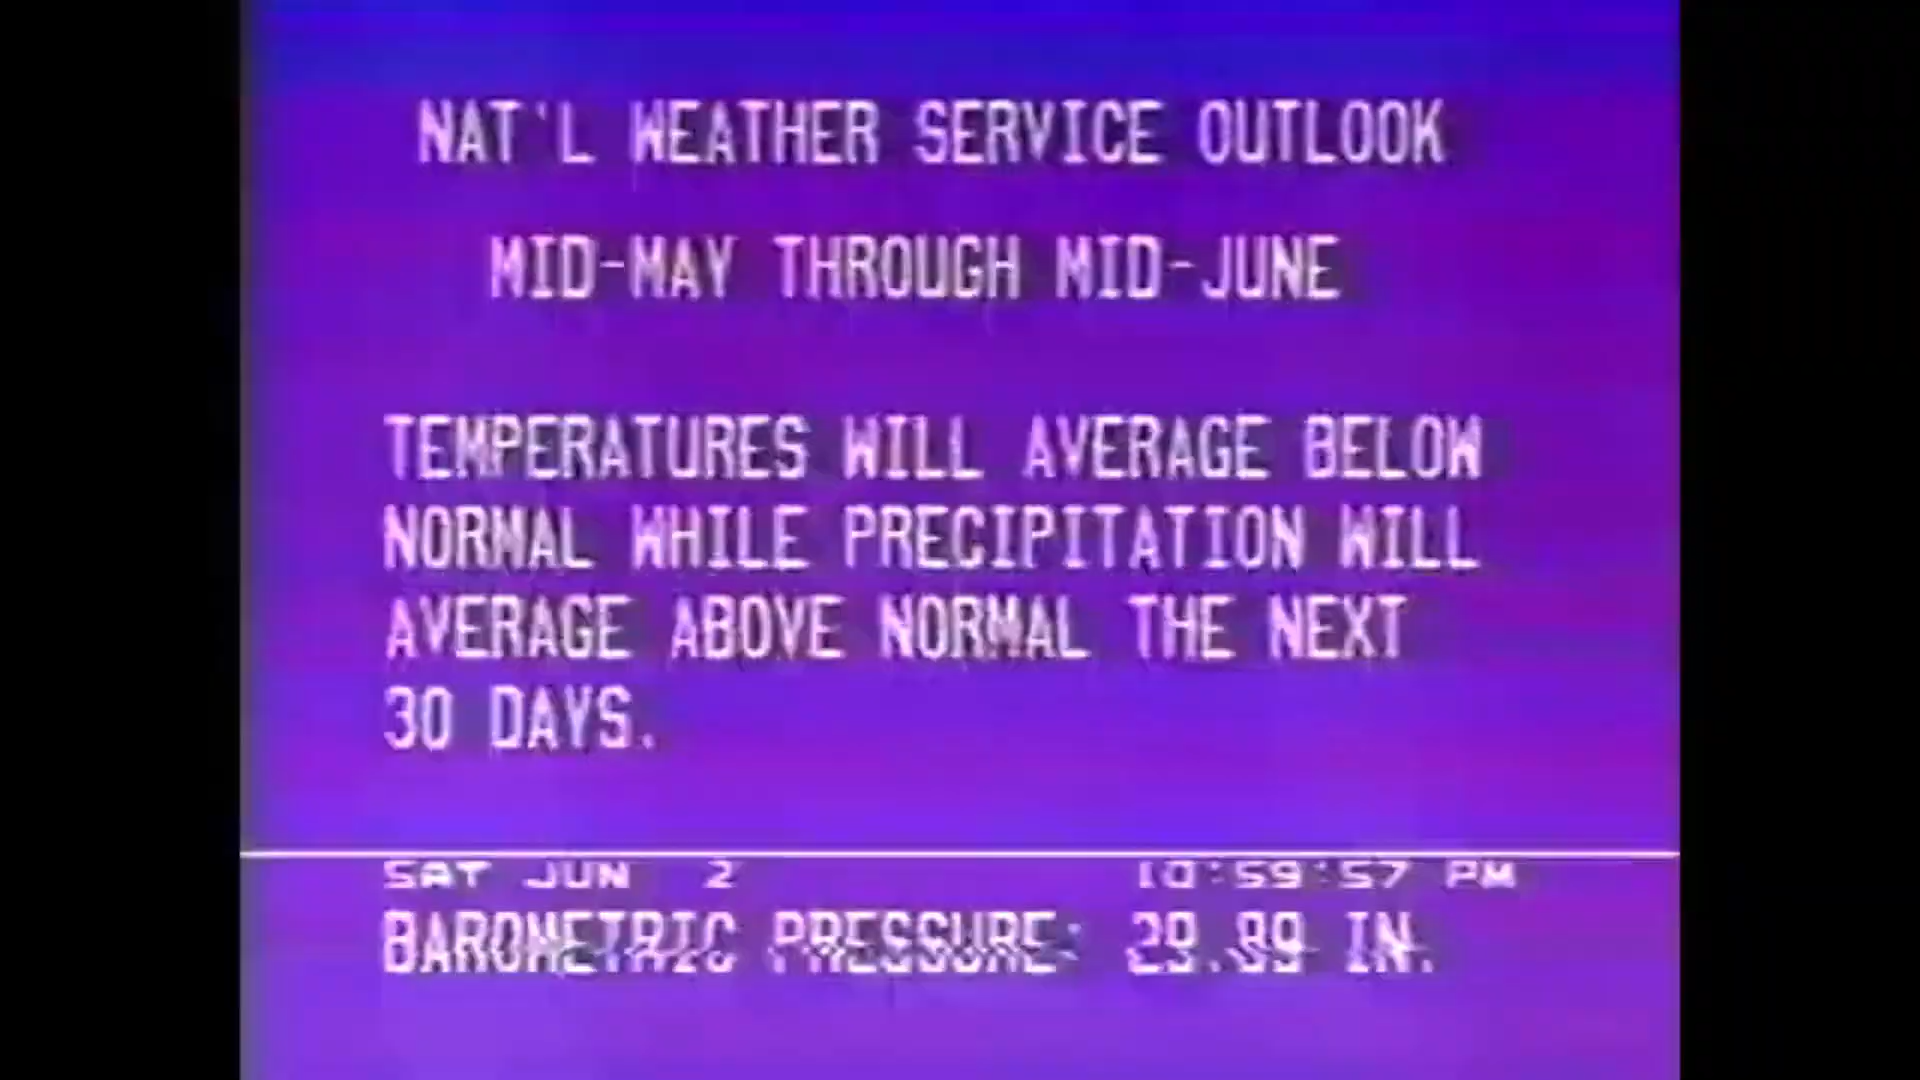 NAT'L WEATHER SERVICE OUTLOOK
MID-MAY THROUGH MID-JUNE
TEMPERATURES WILL AVERAGE BELOW
NORMAL WHILE PRECIPITATION WILL
AVERAGE ABOVE NORMAL THE NEXT
30 DAYS.
SAT JUN 2 10:59:57 PM
BAROMETRIC PRESSURE: 29.99 IN.